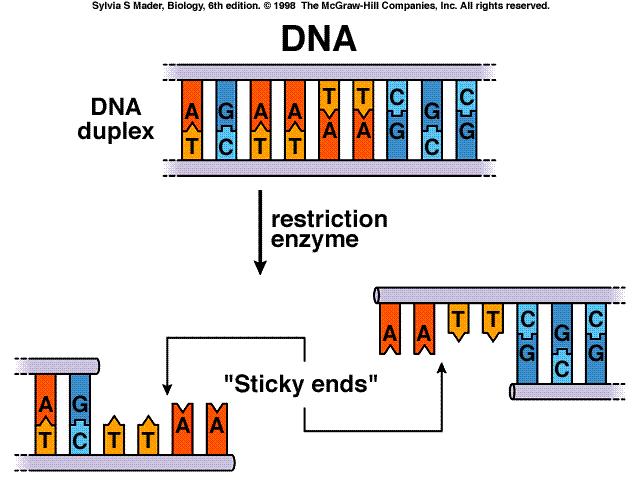 Sylvia S Mader, Biology, 6th edition. © 1998 The McGraw-Hill Companies, Inc. All rights reserved.
DNA
DNA
duplex
A G A A T T C G C
T C T T A A G C G
restriction
enzyme
A A T T C G C
G C G
"Sticky ends"
A G
T C T T A A